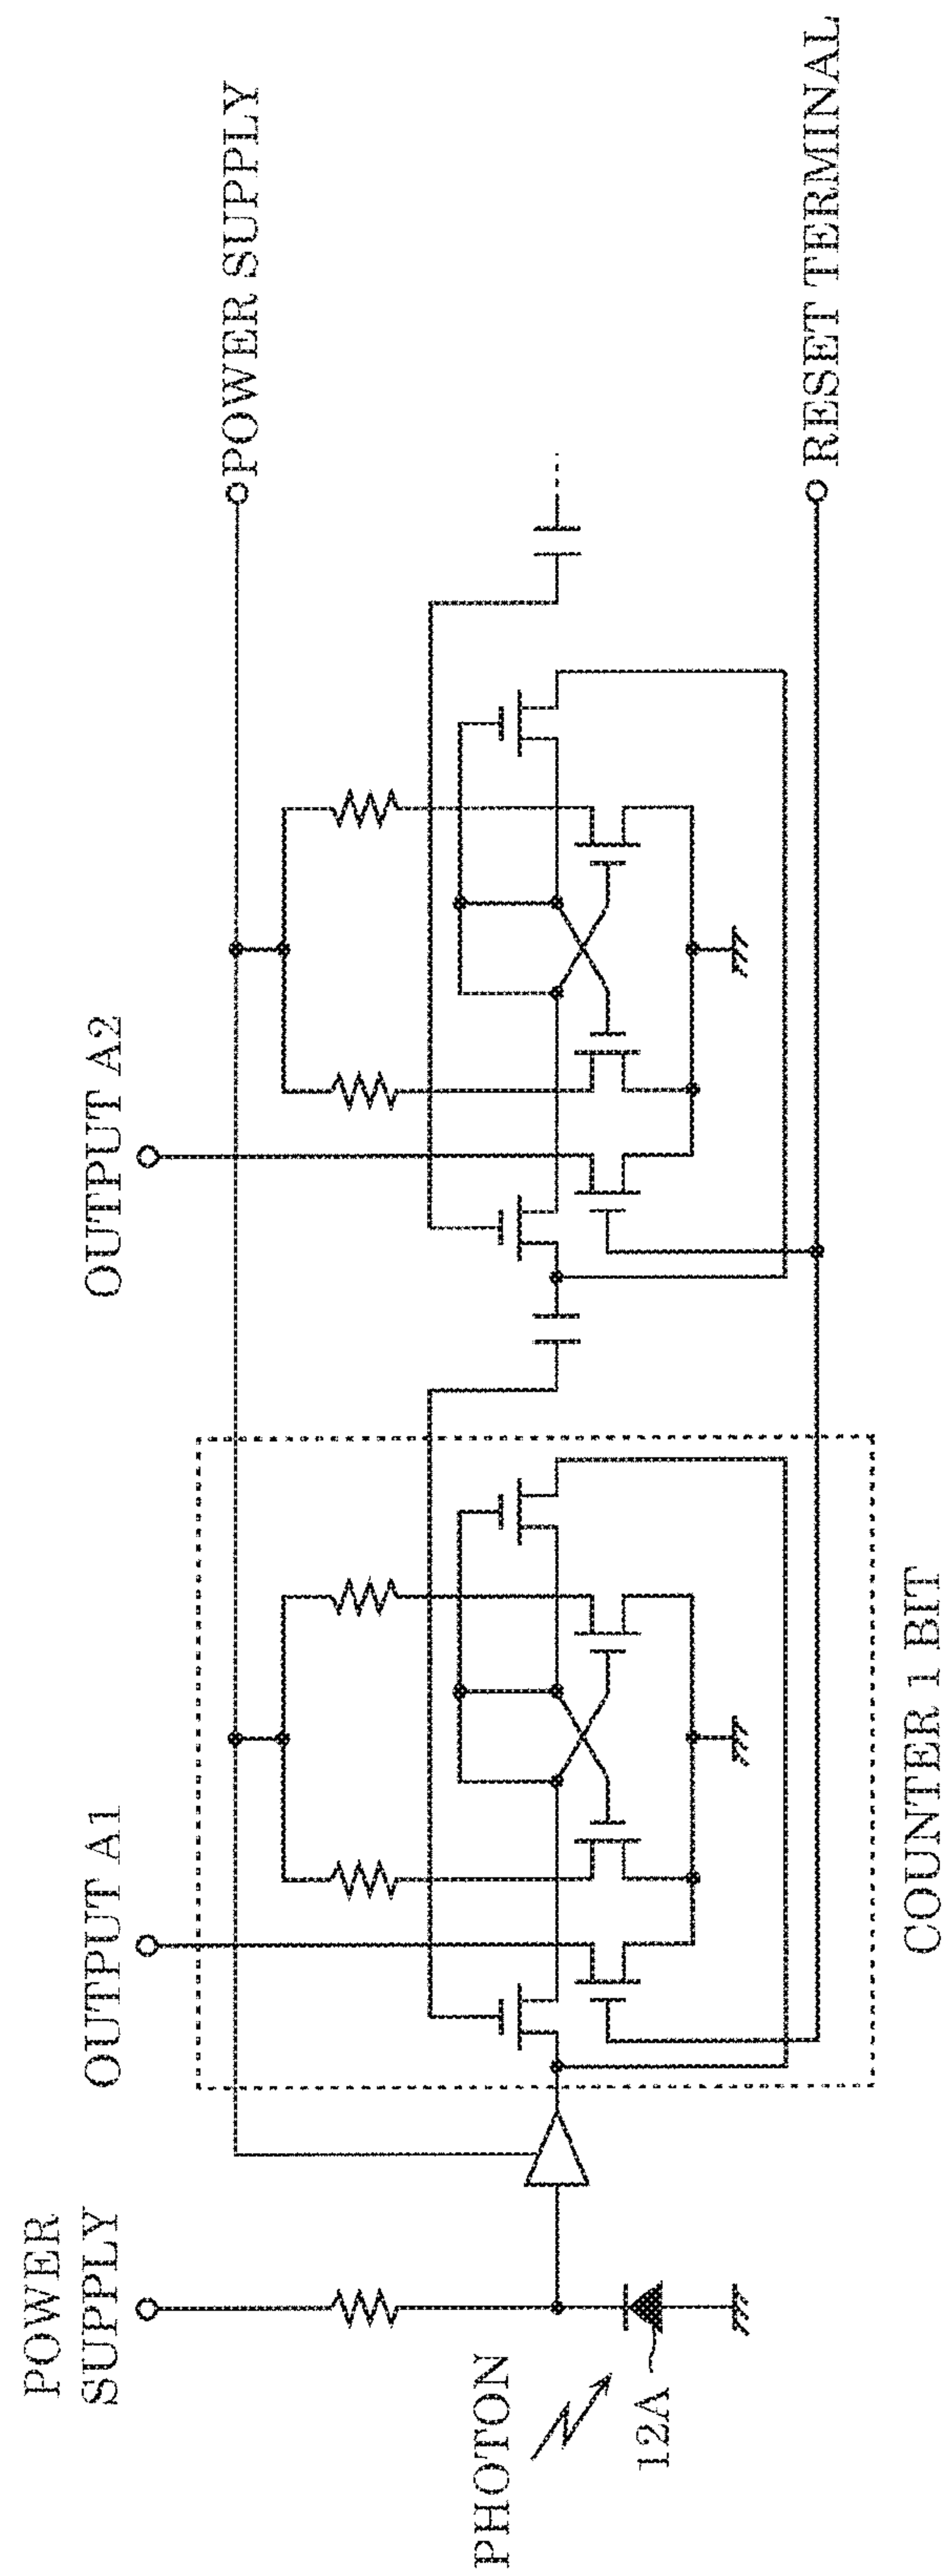 POWER
SUPPLY
OUTPUT A1
OUTPUT A2
POWER SUPPLY
PHOTON
12A
RESET TERMINAL
COUNTER 1 BIT